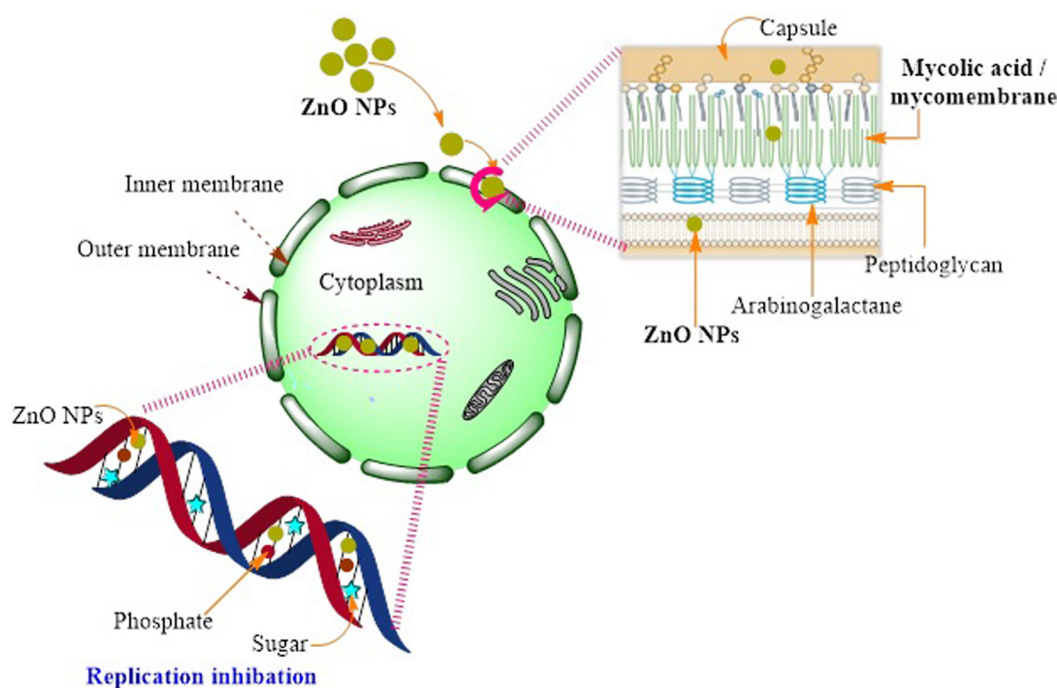 Capsule
ZnO NPs
Mycolic acid /
mycomembrane
Inner membrane
Outer membrane
Cytoplasm
Peptidoglycan
Arabinogalactane
ZnO NPs
ZnO NPs
Phosphate
Sugar
Replication inhibation